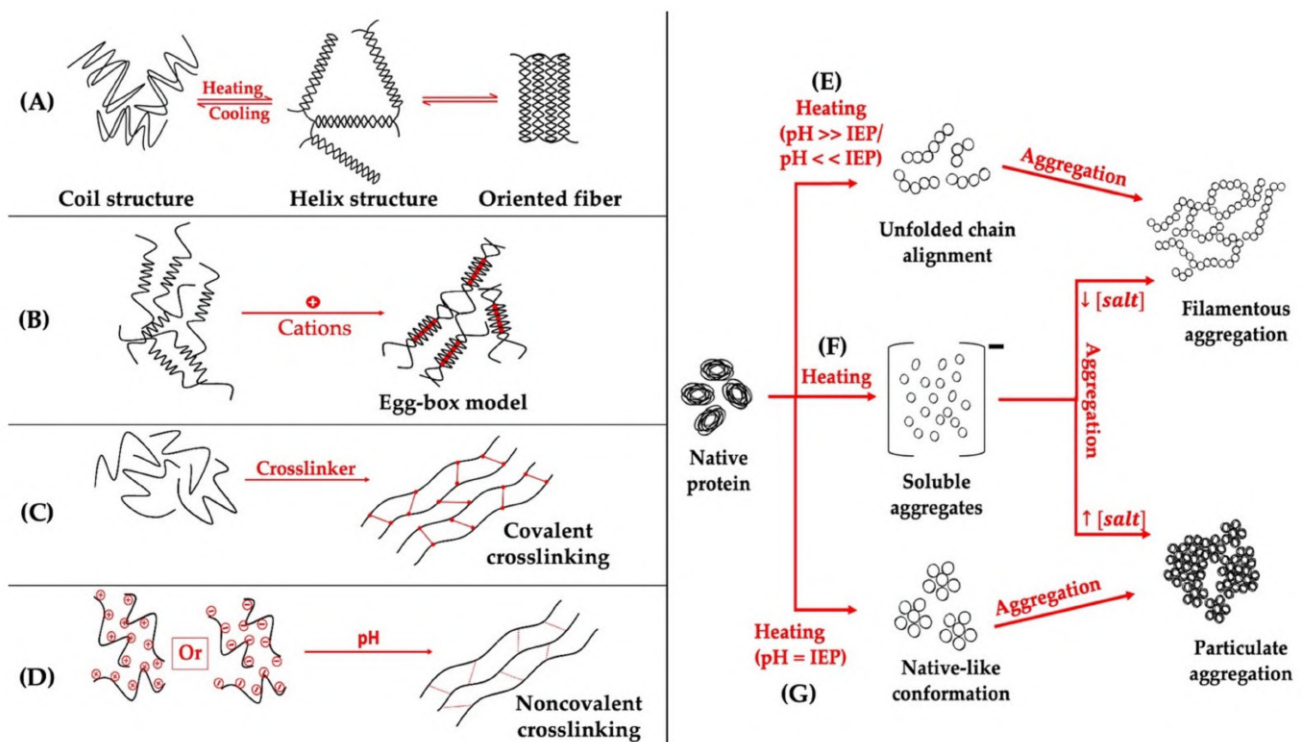 (A)
Heating
Cooling
Coil structure
Helix structure
Oriented fiber
(B)
+
Cations
Egg-box model
(C)
Crosslinker
Covalent
crosslinking
(D)
Or
pH
Noncovalent
crosslinking
(E)
Heating
(pH >> IEP/
pH << IEP)
Unfolded chain
alignment
Aggregation
Filamentous
aggregation
Native
protein
(F)
Heating
Soluble
aggregates
Aggregation
↓ [salt]
↑ [salt]
Heating
(pH = IEP)
(G)
Native-like
conformation
Aggregation
Particulate
aggregation